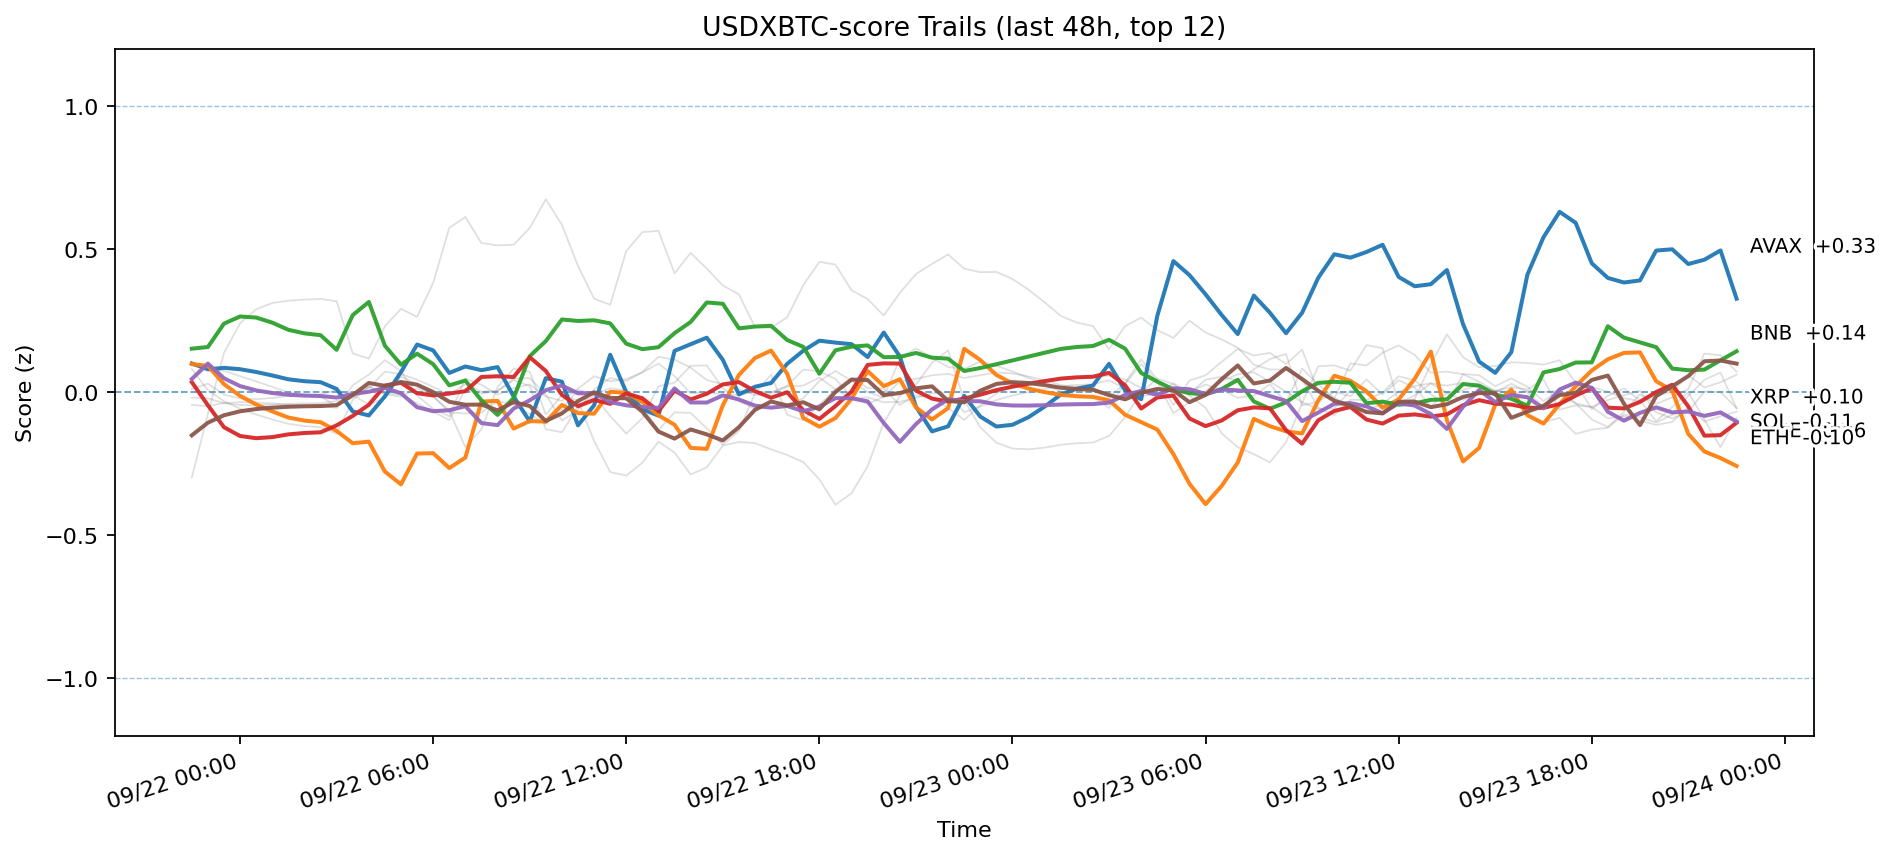 USDXBTC-score Trails (last 48h, top 12)
Score (z)
1.0
0.5
0.0
−0.5
−1.0
AVAX +0.33
BNB +0.14
XRP +0.10
SOL -0.11
ETH -0.10
09/22 00:00
09/22 06:00
09/22 12:00
09/22 18:00
09/23 00:00
09/23 06:00
09/23 12:00
09/23 18:00
09/24 00:00
Time